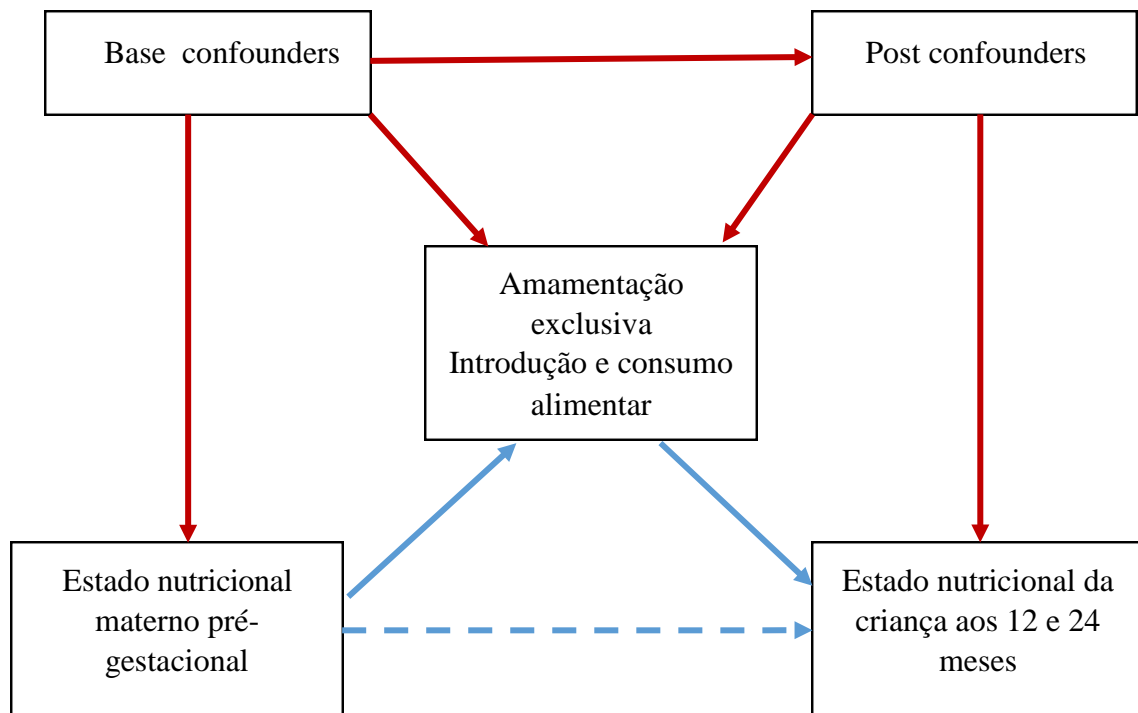 Base confounders
Post confounders
Amamentação
exclusiva
Introdução e consumo
alimentar
Estado nutricional
materno pré-
gestacional
Estado nutricional da
criança aos 12 e 24
meses